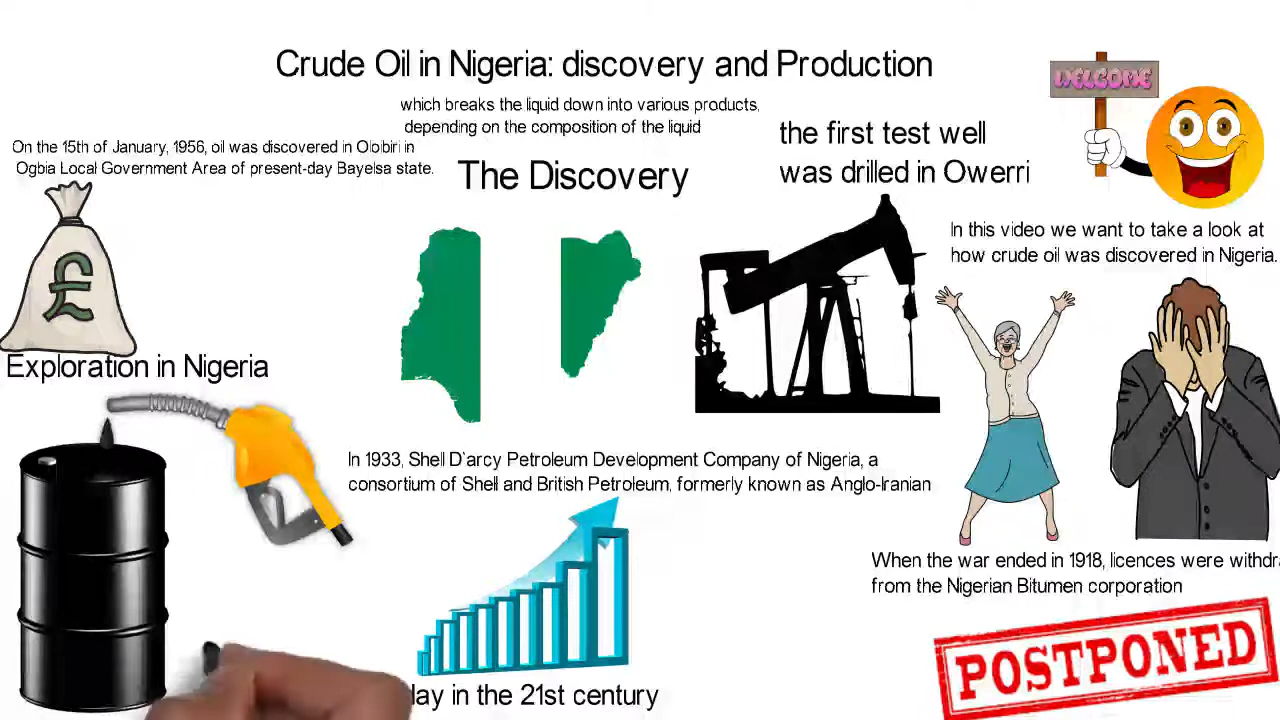 Crude Oil in Nigeria: discovery and Production
which breaks the liquid down into various products,
depending on the composition of the liquid
WELCOME
On the 15th of January, 1956, oil was discovered in Oloibiri in
Ogbia Local Government Area of present-day Bayelsa state.
The Discovery
the first test well
was drilled in Owerri
In this video we want to take a look at
how crude oil was discovered in Nigeria.
£
Exploration in Nigeria
In 1933, Shell D'arcy Petroleum Development Company of Nigeria, a
consortium of Shell and British Petroleum, formerly known as Anglo-Iranian
When the war ended in 1918, licences were
from the Nigerian Bitumen corporation
POSTPONED
in the 21st century